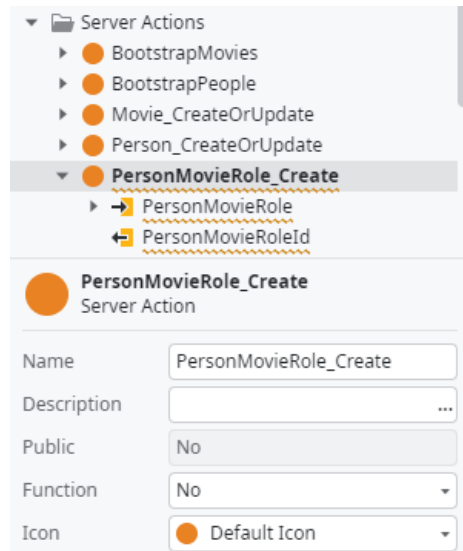 Server Actions
BootstrapMovies
BootstrapPeople
Movie_CreateOrUpdate
Person_CreateOrUpdate
PersonMovieRole_Create
PersonMovieRole
PersonMovieRoleId
PersonMovieRole_Create
Server Action
Name PersonMovieRole_Create
Description ...
Public No
Function No
Icon Default Icon